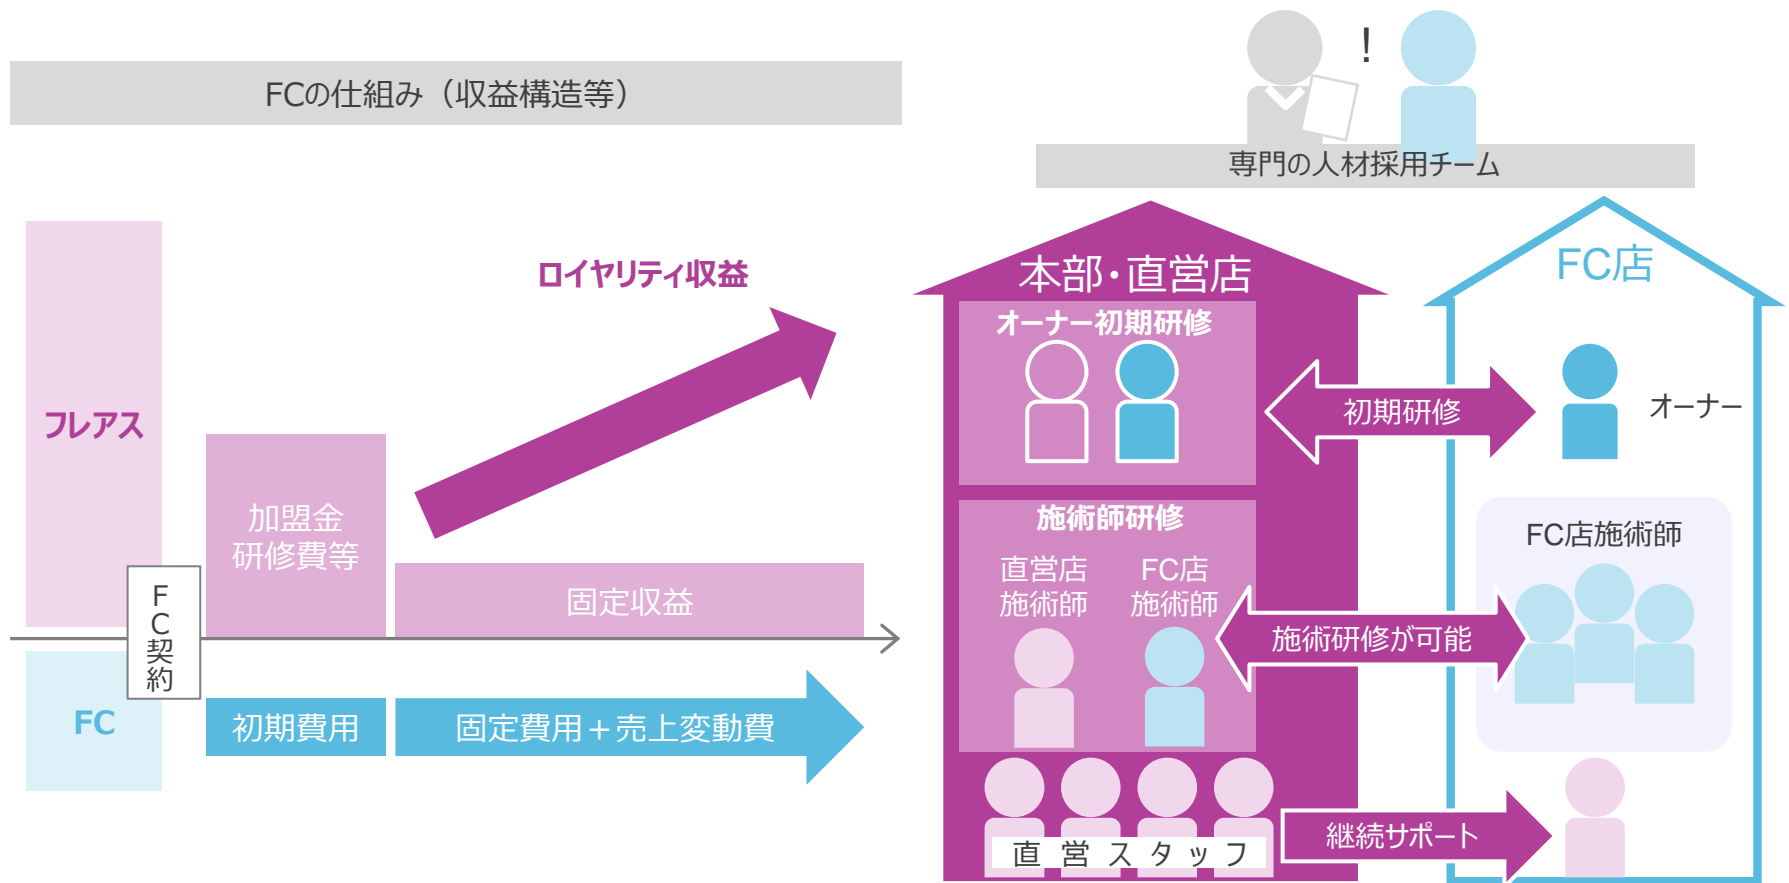 FCの仕組み（収益構造等）
フレアス
FC契約
FC
加盟金
研修費等
ロイヤリティ収益
固定収益
初期費用
固定費用＋売上変動費
！
専門の人材採用チーム
本部・直営店
オーナー初期研修
施術師研修
直営店
施術師
FC店
施術師
直営スタッフ
初期研修
施術研修が可能
継続サポート
FC店
オーナー
FC店施術師